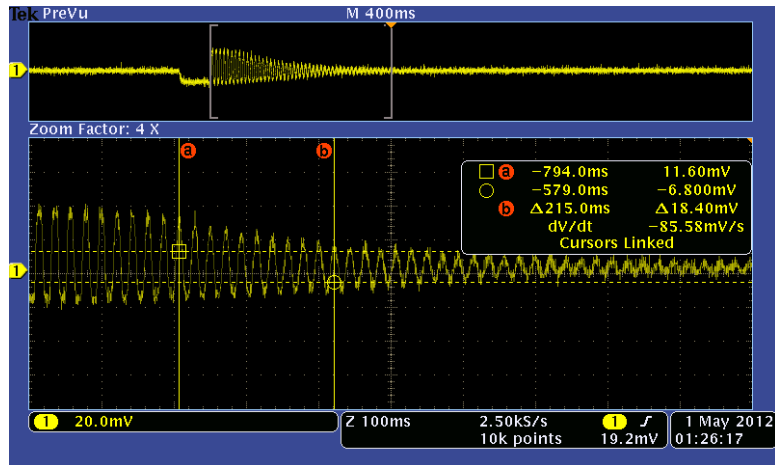 Tek PreVu M 400ms
1
Zoom Factor: 4 X
a b
a −794.0ms 11.60mV
−579.0ms −6.800mV
b Δ215.0ms Δ18.40mV
dV/dt −85.58mV/s
Cursors Linked
1
1 20.0mV
Z 100ms 2.50kS/s 1
10k points 19.2mV
1 May 2012
01:26:17